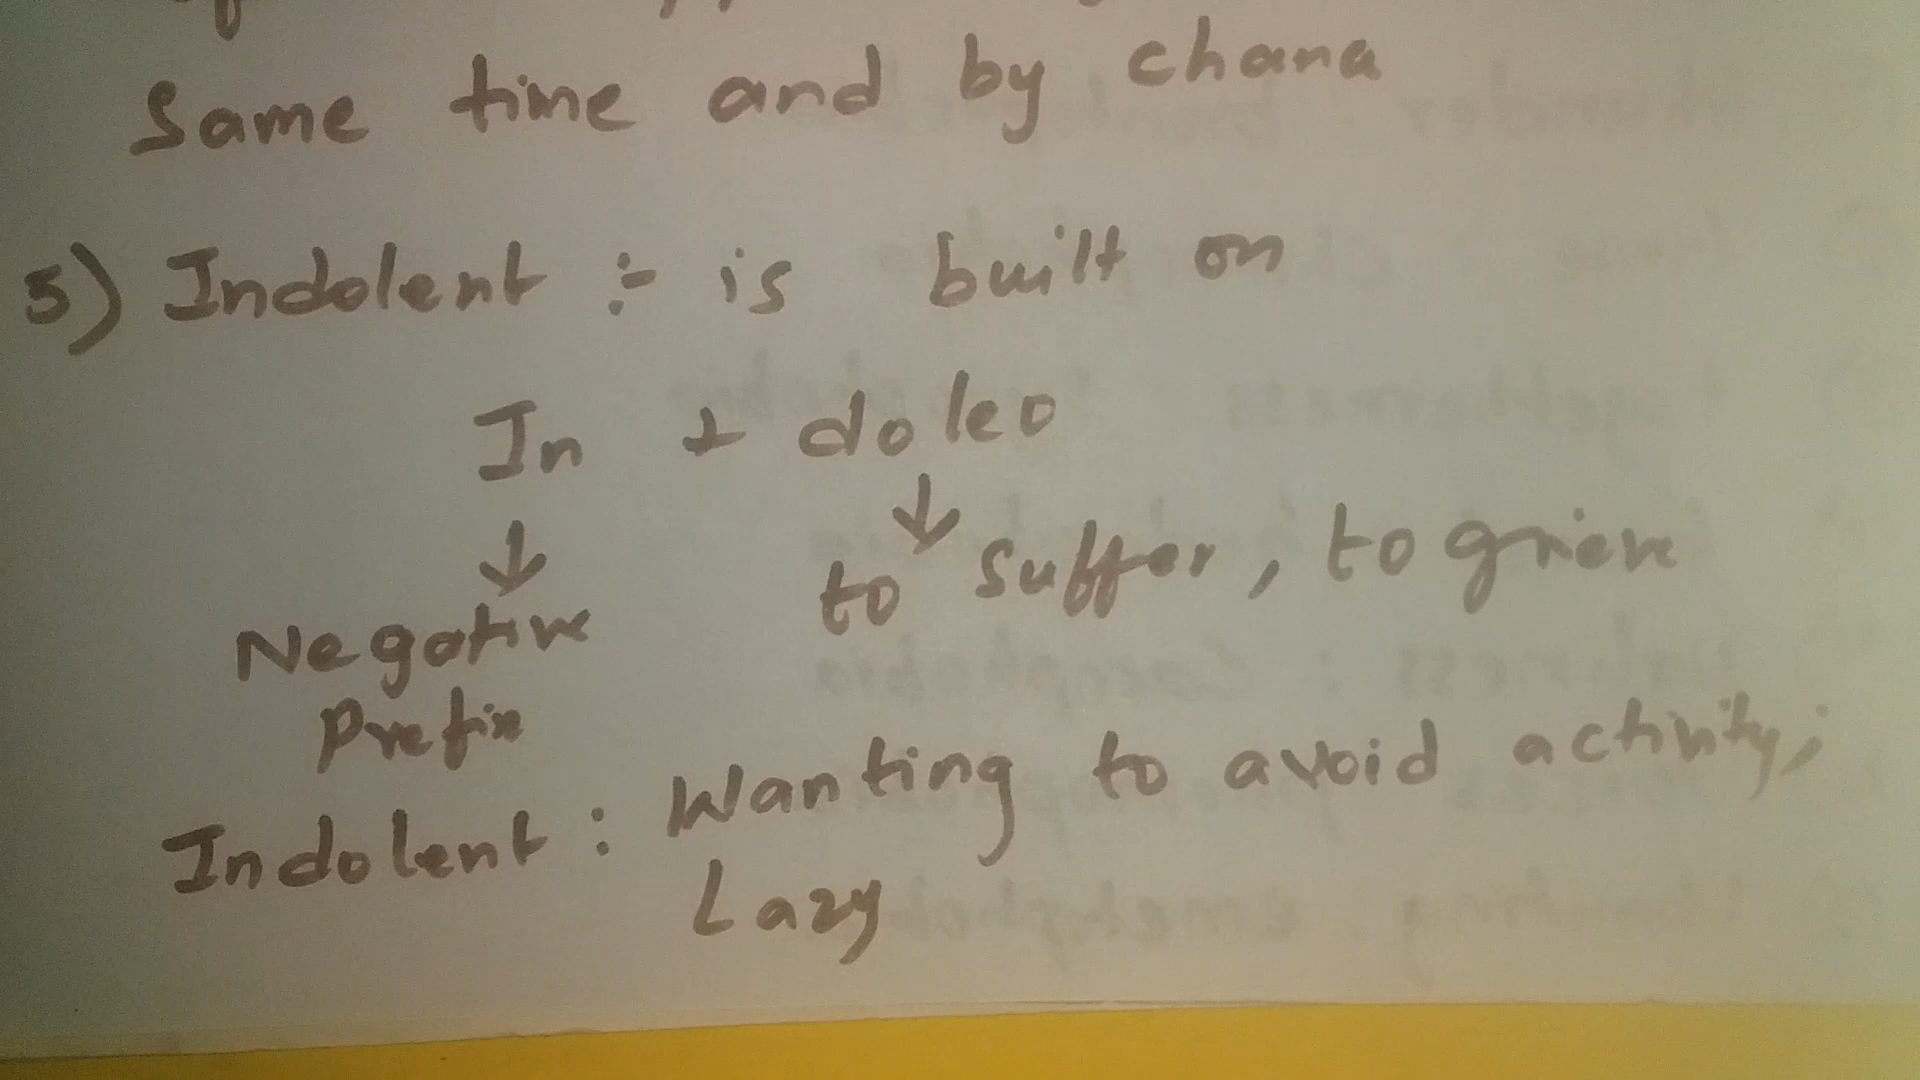 Same time and by chana
5) Indolent :- is built on
In + doleo
↓ ↓
to suffer, to grieve
Negative
Prefix
Indolent : Wanting to avoid activity;
Lazy